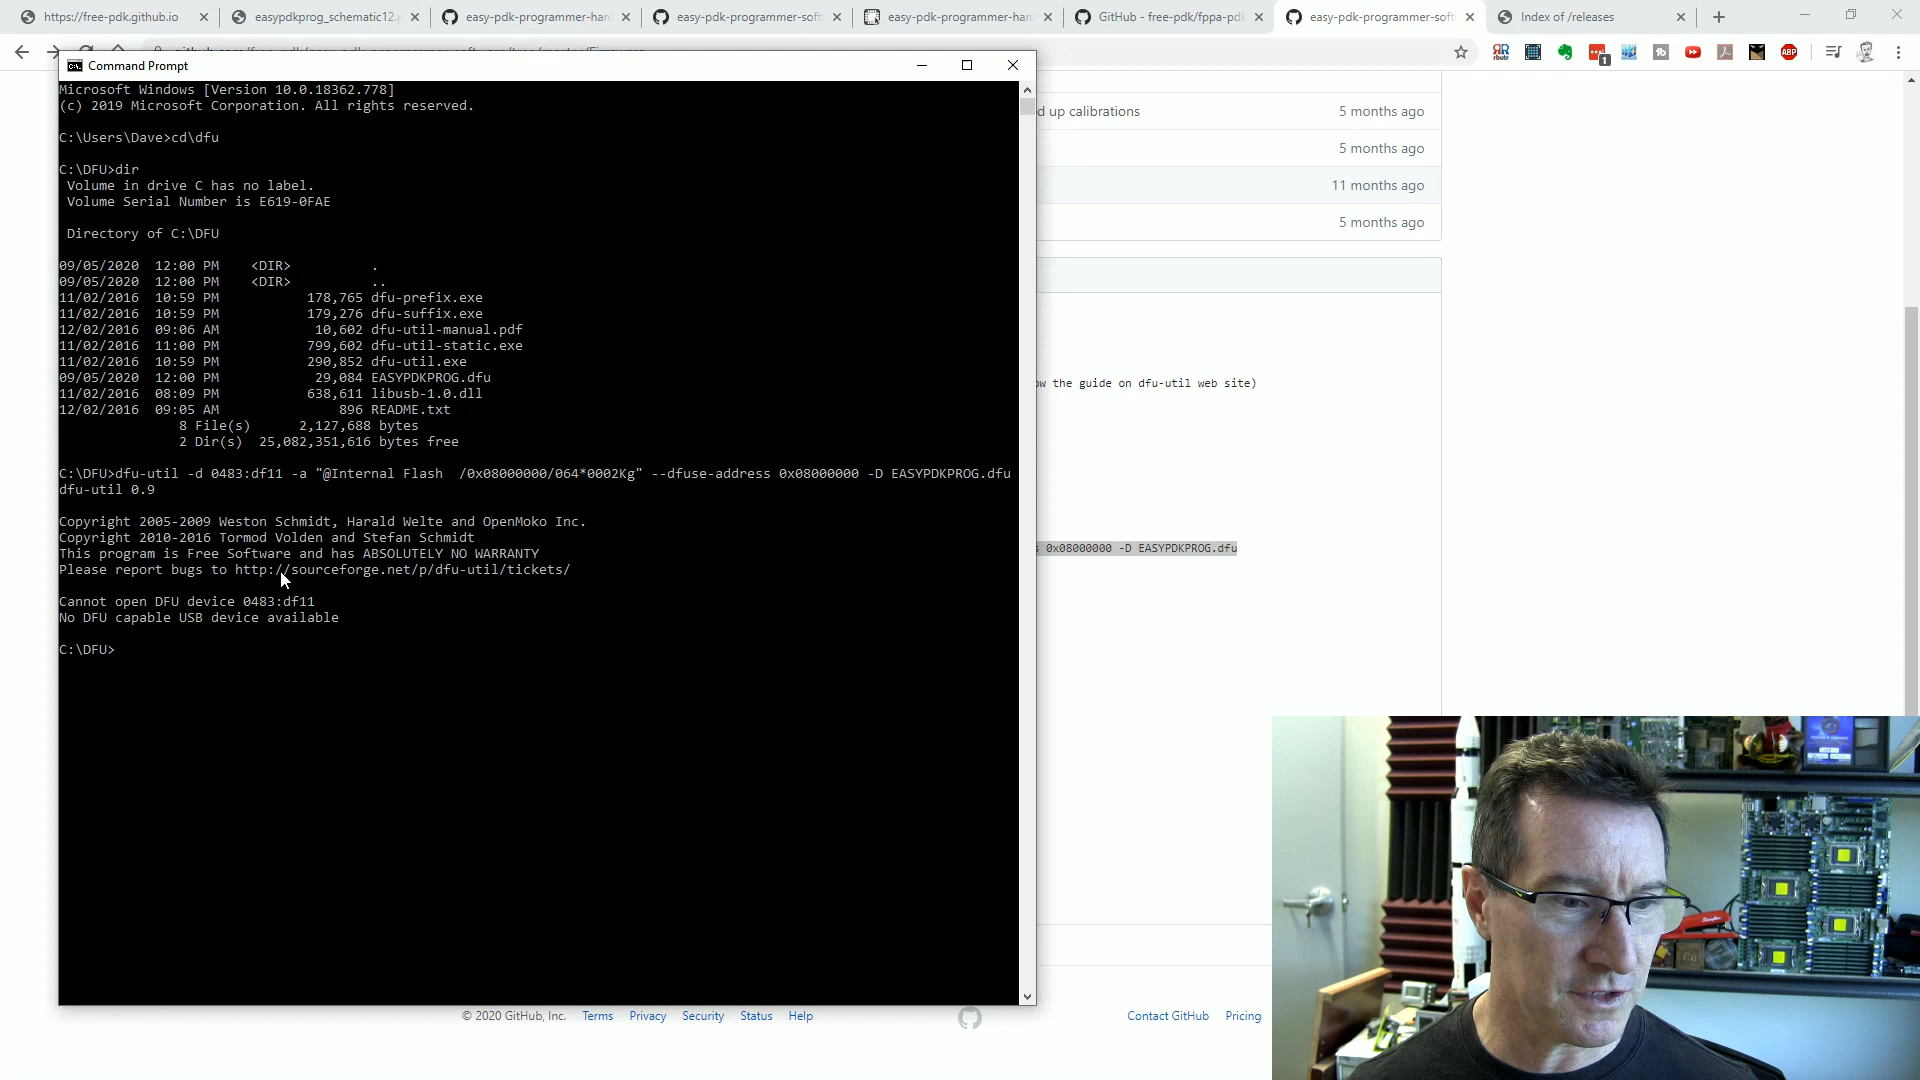 https://free-pdk.github.io
easypdkprog_schematic12.p
easy-pdk-programmer-hard
easy-pdk-programmer-soft
easy-pdk-programmer-hard
GitHub - free-pdk/fppa-pdk
easy-pdk-programmer-soft
Index of /releases
Command Prompt
Microsoft Windows [Version 10.0.18362.778]
(c) 2019 Microsoft Corporation. All rights reserved.
C:\Users\Dave>cd\dfu
C:\DFU>dir
Volume in drive C has no label.
Volume Serial Number is E619-0FAE
Directory of C:\DFU
09/05/2020 12:00 PM <DIR> .
09/05/2020 12:00 PM <DIR> ..
11/02/2016 10:59 PM 178,765 dfu-prefix.exe
11/02/2016 10:59 PM 179,276 dfu-suffix.exe
12/02/2016 09:06 AM 10,602 dfu-util-manual.pdf
11/02/2016 11:00 PM 799,602 dfu-util-static.exe
11/02/2016 10:59 PM 290,852 dfu-util.exe
09/05/2020 12:00 PM 29,084 EASYPDKPROG.dfu
11/02/2016 08:09 PM 638,611 libusb-1.0.dll
12/02/2016 09:05 AM 896 README.txt
8 File(s) 2,127,688 bytes
2 Dir(s) 25,082,351,616 bytes free
C:\DFU>dfu-util -d 0483:df11 -a "@Internal Flash  /0x08000000/064*0002Kg" --dfuse-address 0x08000000 -D EASYPDKPROG.dfu
dfu-util 0.9
Copyright 2005-2009 Weston Schmidt, Harald Welte and OpenMoko Inc.
Copyright 2010-2016 Tormod Volden and Stefan Schmidt
This program is Free Software and has ABSOLUTELY NO WARRANTY
Please report bugs to http://sourceforge.net/p/dfu-util/tickets/
Cannot open DFU device 0483:df11
No DFU capable USB device available
C:\DFU>
d up calibrations 5 months ago
5 months ago
11 months ago
5 months ago
ow the guide on dfu-util web site)
s 0x08000000 -D EASYPDKPROG.dfu
© 2020 GitHub, Inc. Terms Privacy Security Status Help
Contact GitHub Pricing